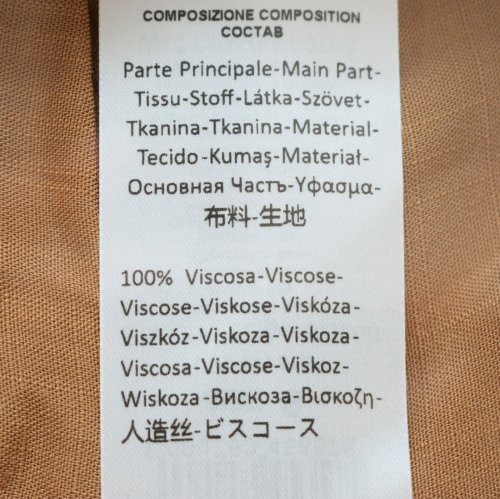 COMPOSIZIONE COMPOSITION
СОСТАВ
Parte Principale-Main Part-
Tissu-Stoff-Látka-Szövet-
Tkanina-Tkanina-Material-
Tecido-Kumaş-Materiał-
Основная Частъ-Υφασμα-
布料-生地
100% Viscosa-Viscose-
Viscose-Viskose-Viskóza-
Viszkóz-Viskoza-Viskoza-
Viscosa-Viscose-Viskoz-
Wiskoza-Вискоза-Βισκοζη-
人造丝-ビスコース